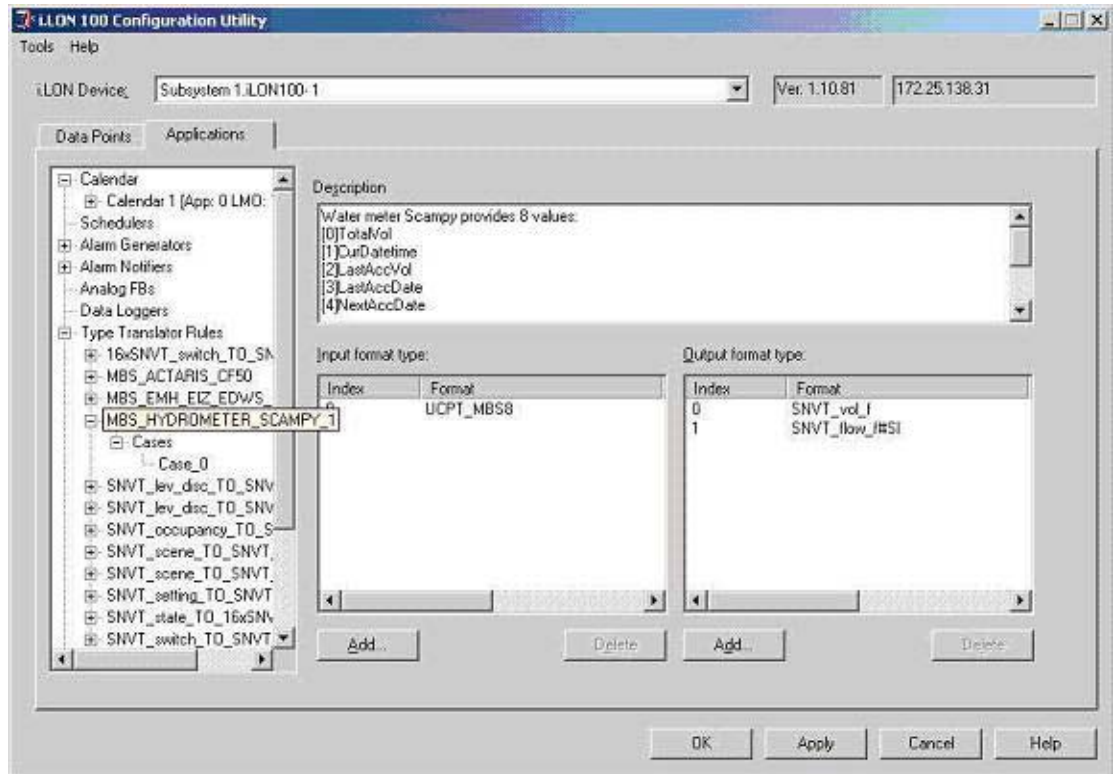 i.LON 100 Configuration Utility
Tools Help
i.LON Device:
Subsystem 1.iLON100- 1
Ver. 1.10.81
172.25.138.31
Data Points
Applications
Calendar
Calendar 1 [App: 0 LMO:
Schedulers
Alarm Generators
Alarm Notifiers
Analog FBs
Data Loggers
Type Translator Rules
16xSNVT_switch_TO_SN
MBS_ACTARIS_CF50
MBS_EMH_EIZ_EDWS_
MBS_HYDROMETER_SCAMPY_1
Cases
Case_0
SNVT_lev_disc_TO_SNV
SNVT_lev_disc_TO_SNV
SNVT_occupancy_TO_S
SNVT_scene_TO_SNVT_
SNVT_scene_TO_SNVT_
SNVT_setting_TO_SNVT
SNVT_state_TO_16xSNV
SNVT_switch_TO_SNVT
Description
Water meter Scampy provides 8 values:
[0]TotalVol
[1]CurDatetime
[2]LastAccVol
[3]LastAccDate
[4]NextAccDate
Input format type:
Index Format
0 UCPT_MBS8
Add...
Delete
Output format type:
Index Format
0 SNVT_vol_f
1 SNVT_flow_f#SI
Add...
Delete
OK
Apply
Cancel
Help